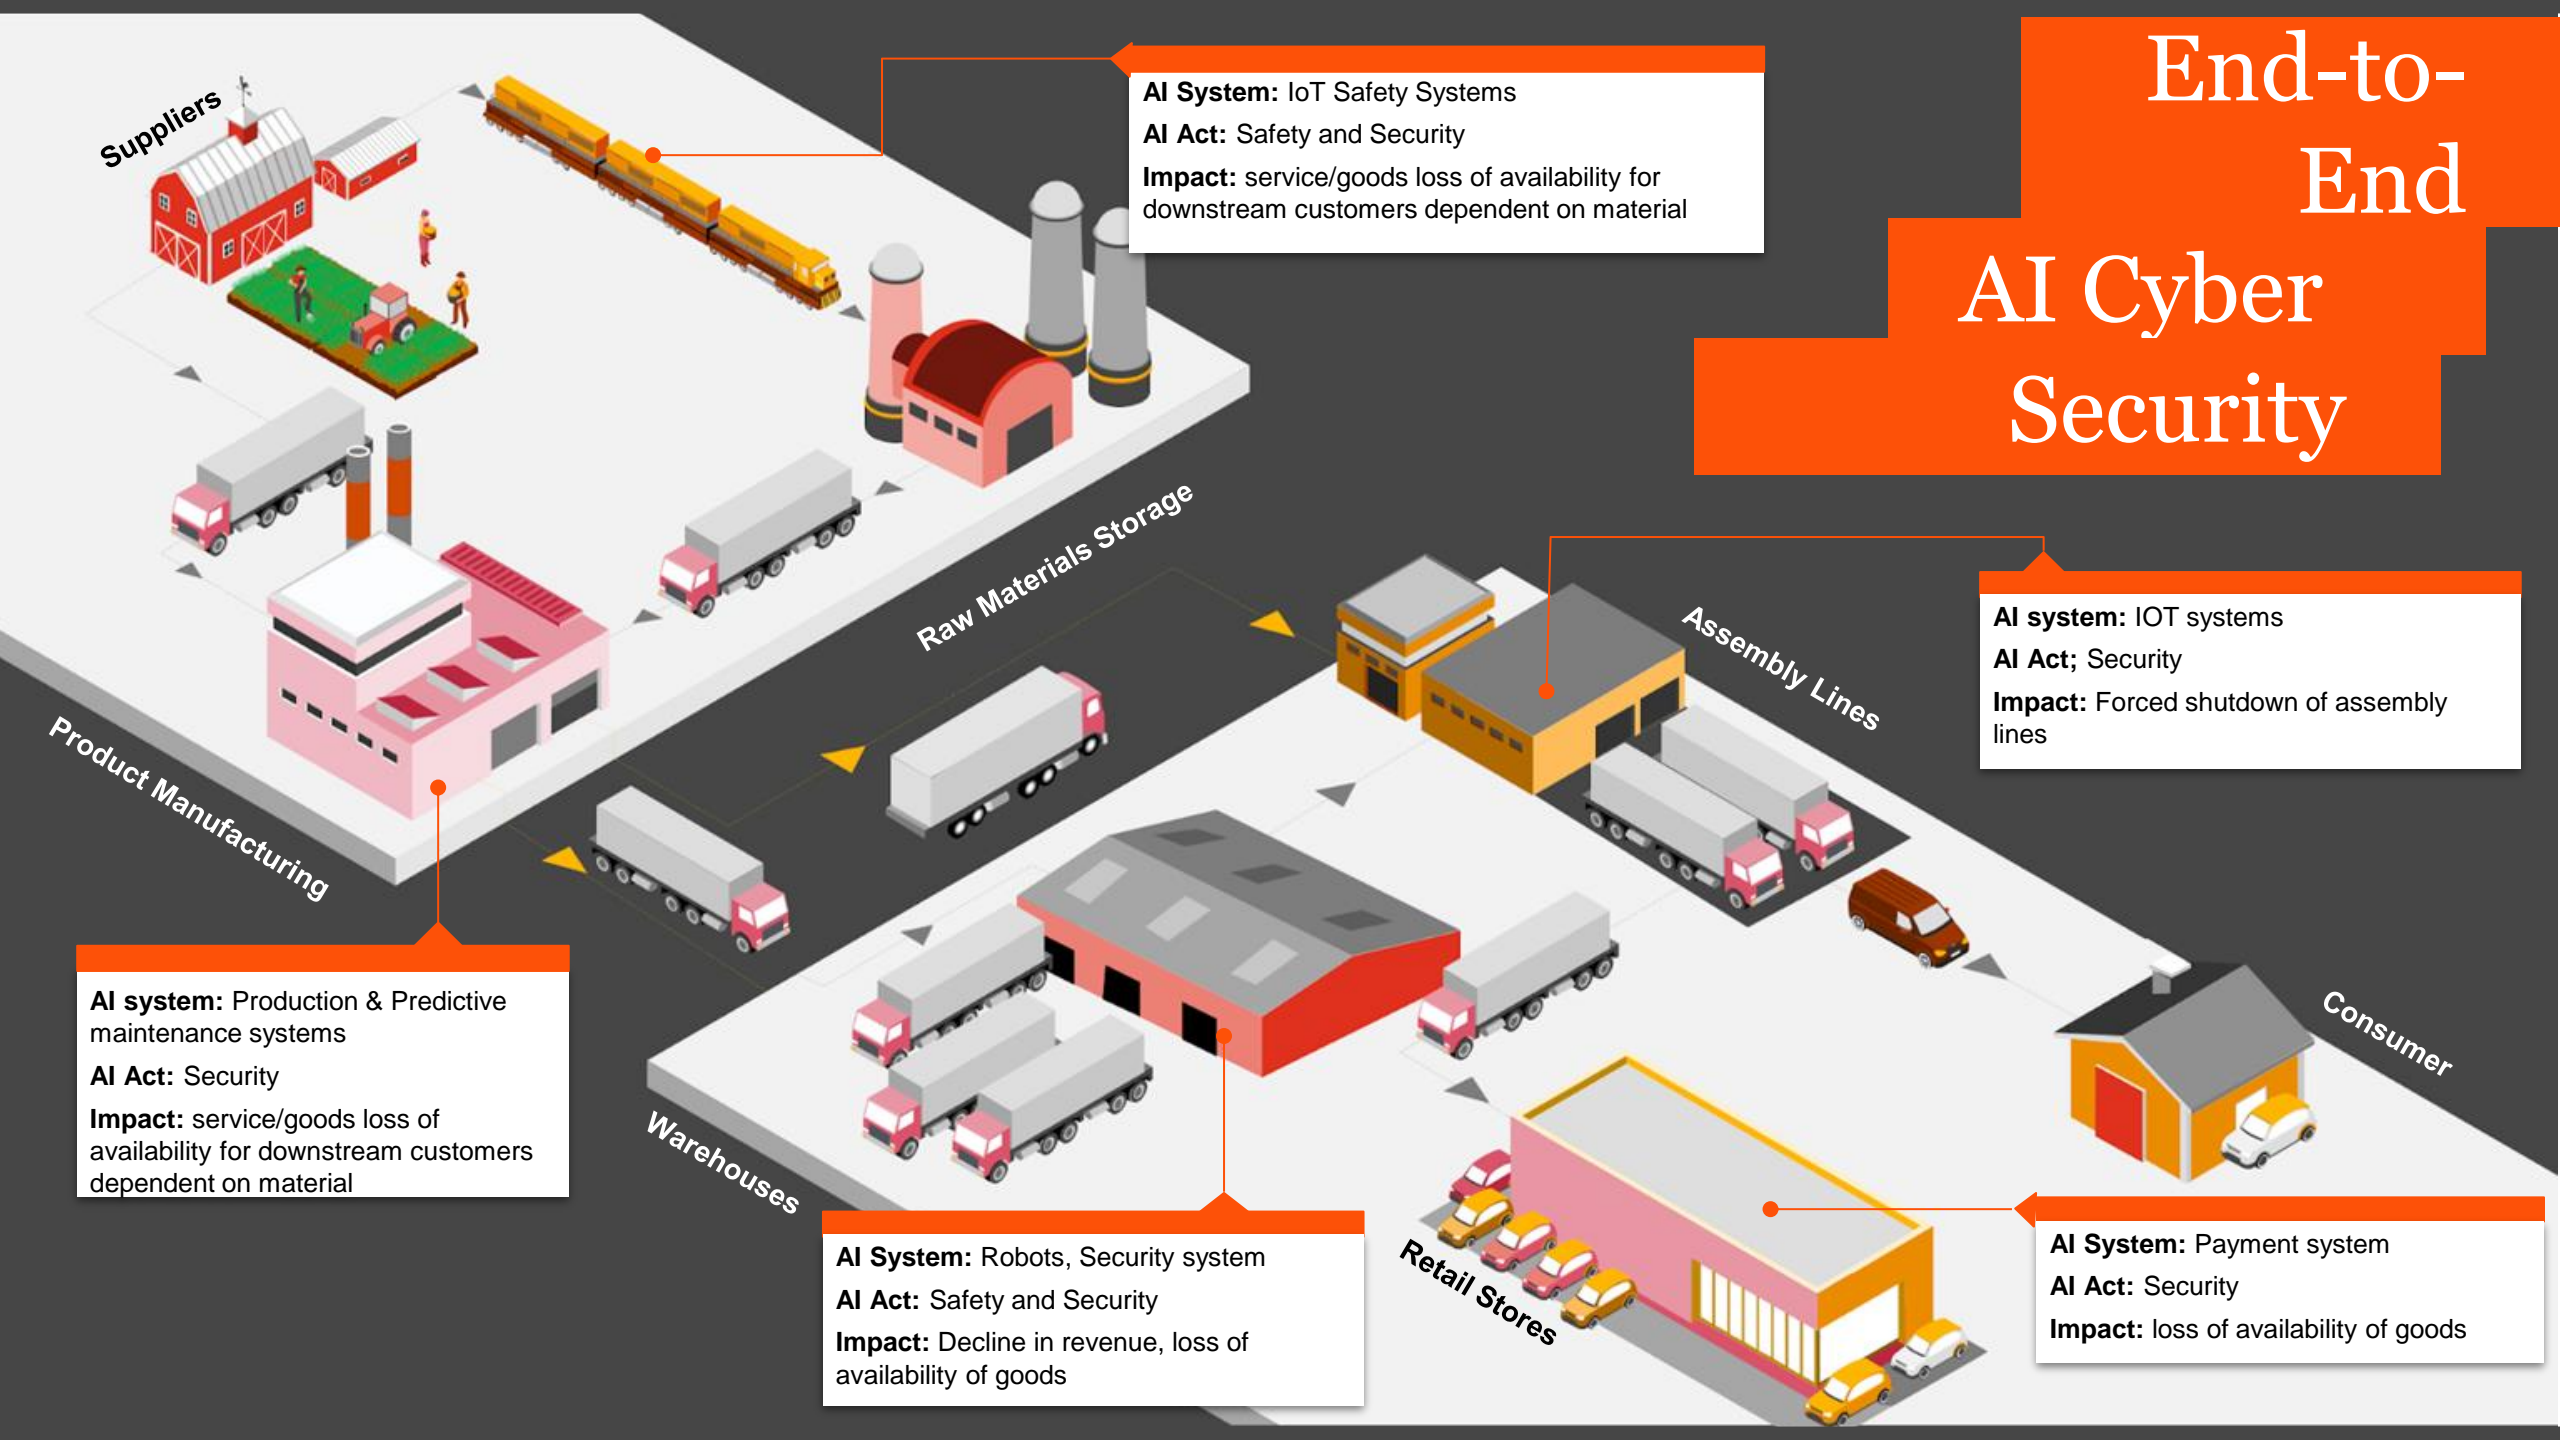 End-to-
End
AI Cyber
Security
Suppliers
AI System: IoT Safety Systems
AI Act: Safety and Security
Impact: service/goods loss of availability for
downstream customers dependent on material
Raw Materials Storage
Assembly Lines
AI system: IOT systems
AI Act; Security
Impact: Forced shutdown of assembly
lines
Product Manufacturing
AI system: Production & Predictive
maintenance systems
AI Act: Security
Impact: service/goods loss of
availability for downstream customers
dependent on material
Warehouses
AI System: Robots, Security system
AI Act: Safety and Security
Impact: Decline in revenue, loss of
availability of goods
Retail Stores
Consumer
AI System: Payment system
AI Act: Security
Impact: loss of availability of goods